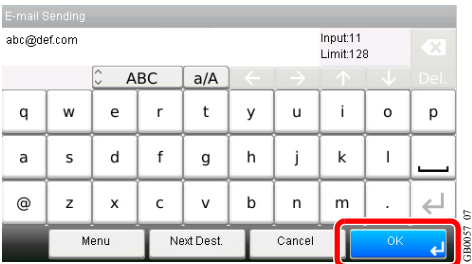 E-mail Sending
abc@def.com
Input:11
Limit:128
ABC a/A Del.
q w e r t y u i o p
a s d f g h j k l
@ z x c v b n m .
Menu Next Dest. Cancel OK
GB0057_07